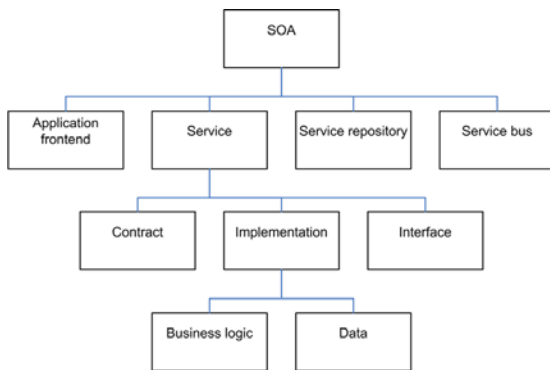 SOA
Application
frontend
Service
Service repository
Service bus
Contract
Implementation
Interface
Business logic
Data